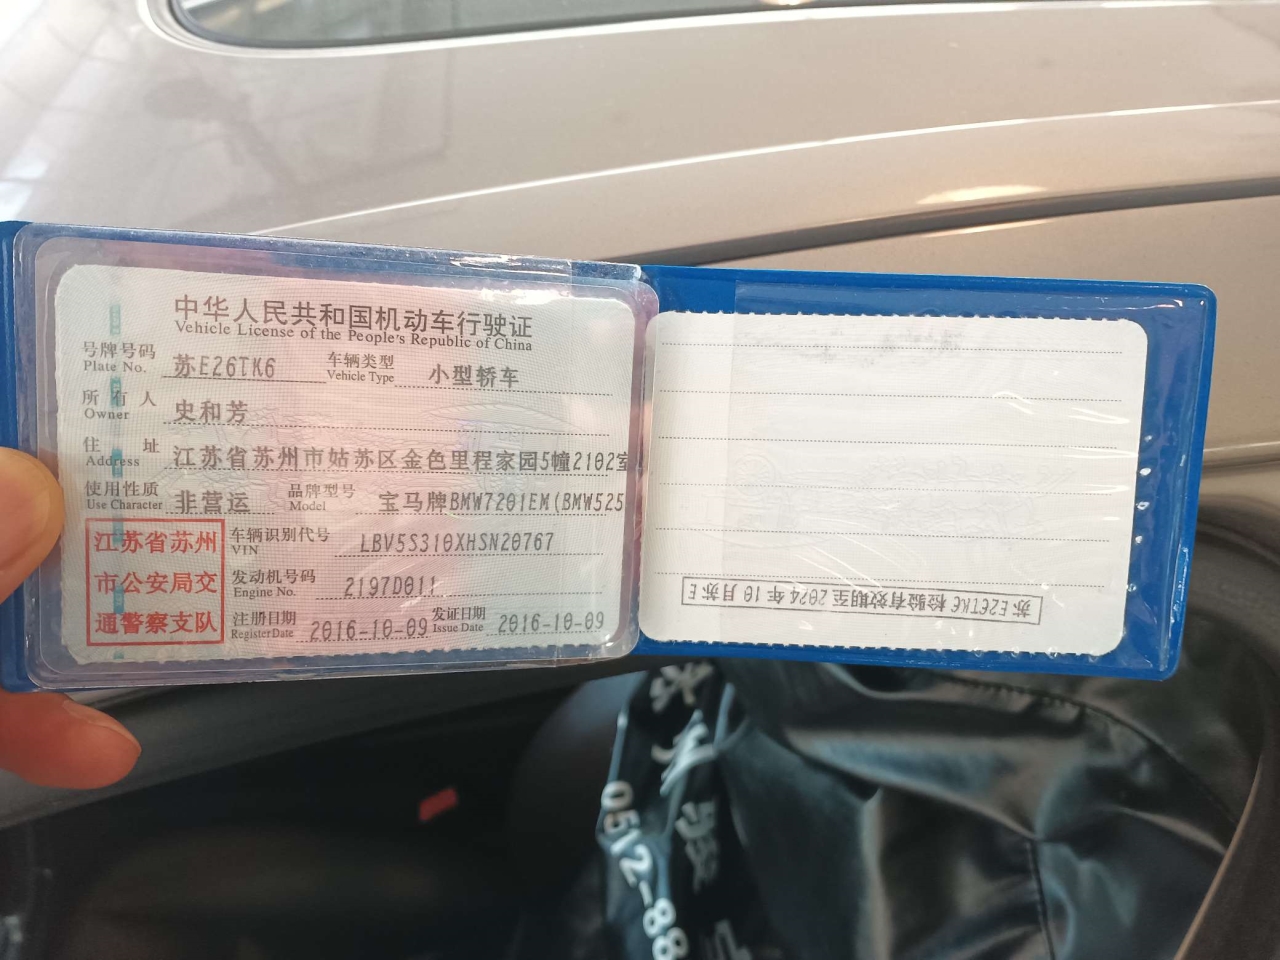 中华人民共和国机动车行驶证
Vehicle License of the People's Republic of China
号牌号码 苏E26TK6 车辆类型 小型轿车
Plate No. Vehicle Type
所有人 史和芳
Owner
住址 江苏省苏州市姑苏区金色里程家园5幢2102室
Address
使用性质 非营运 品牌型号 宝马牌BMW7201EM(BMW525
Use Character Model
江苏省苏州
市公安局交
通警察支队
车辆识别代号 LBV5S310XHSN20767
VIN
发动机号码 2197D011
Engine No.
注册日期 2016-10-09 发证日期 2016-10-09
Register Date Issue Date
苏E26TK6 检验有效期至2024年10月苏E
0512-88